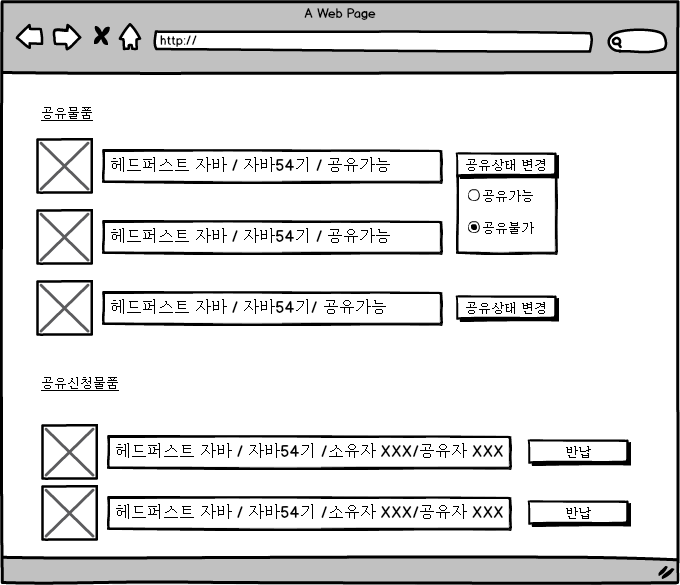 A Web Page
http://
공유물품
헤드퍼스트 자바 / 자바54기 / 공유가능
공유상태 변경
공유가능
공유불가
헤드퍼스트 자바 / 자바54기 / 공유가능
헤드퍼스트 자바 / 자바54기/ 공유가능
공유상태 변경
공유신청물품
헤드퍼스트 자바 / 자바54기 /소유자 XXX/공유자 XXX
반납
헤드퍼스트 자바 / 자바54기 /소유자 XXX/공유자 XXX
반납